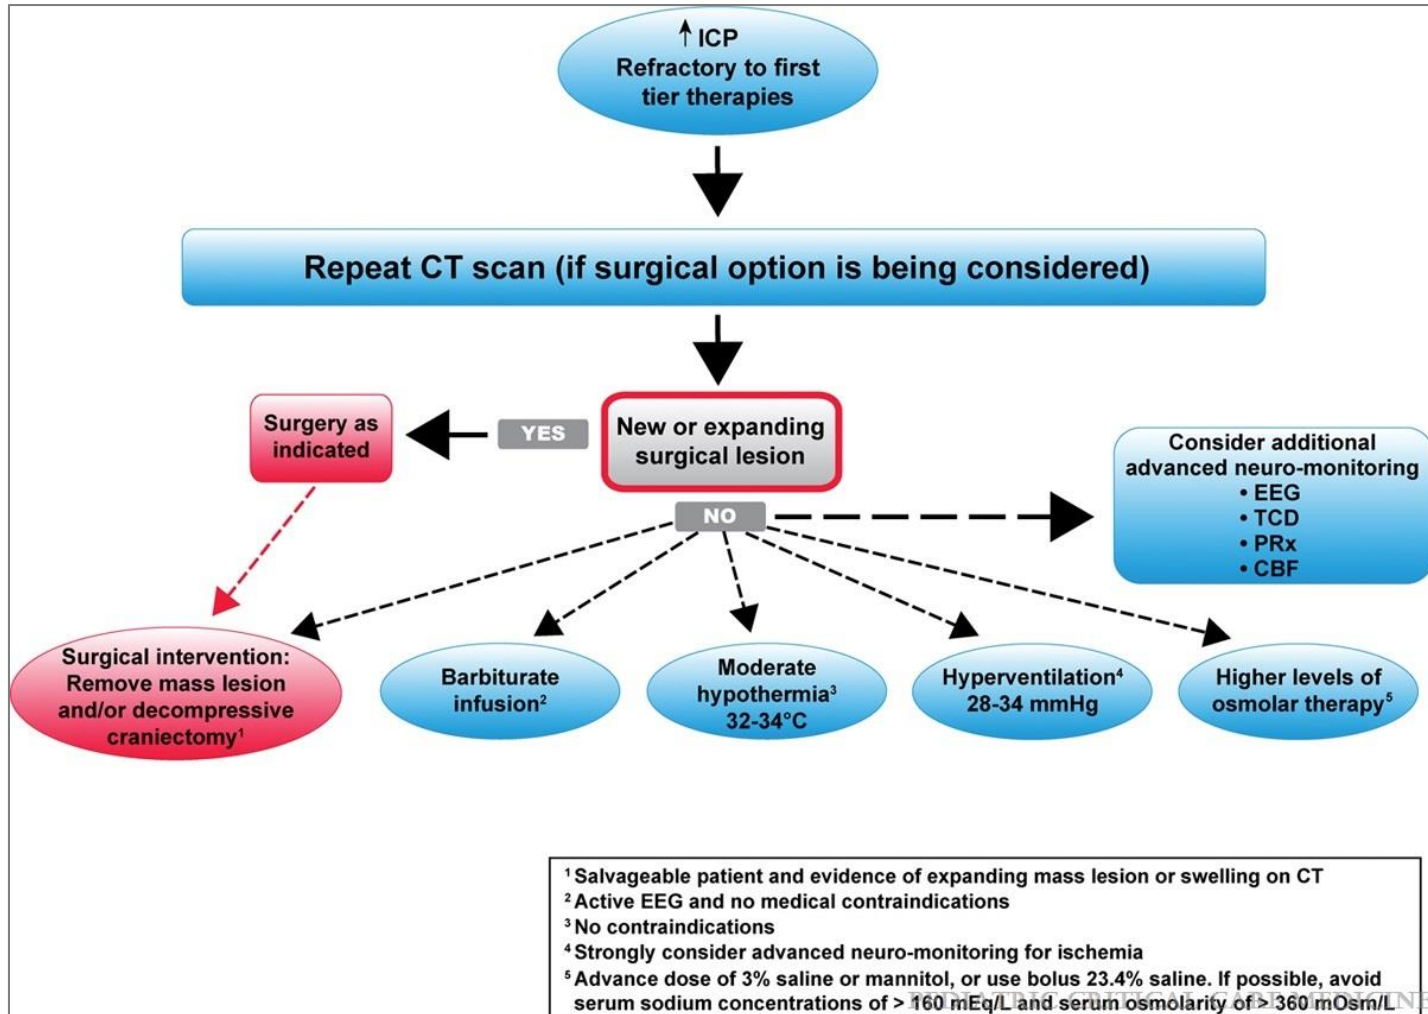 ↑ ICP
Refractory to first
tier therapies
Repeat CT scan (if surgical option is being considered)
Surgery as
indicated
YES
New or expanding
surgical lesion
NO
Consider additional
advanced neuro-monitoring
• EEG
• TCD
• PRx
• CBF
Surgical intervention:
Remove mass lesion
and/or decompressive
craniectomy¹
Barbiturate
infusion²
Moderate
hypothermia³
32-34°C
Hyperventilation⁴
28-34 mmHg
Higher levels of
osmolar therapy⁵
¹ Salvageable patient and evidence of expanding mass lesion or swelling on CT
² Active EEG and no medical contraindications
³ No contraindications
⁴ Strongly consider advanced neuro-monitoring for ischemia
⁵ Advance dose of 3% saline or mannitol, or use bolus 23.4% saline. If possible, avoid
serum sodium concentrations of > 160 mEq/L and serum osmolarity of > 360 mOsm/L
PEDIATRIC CRITICAL CARE MEDICINE